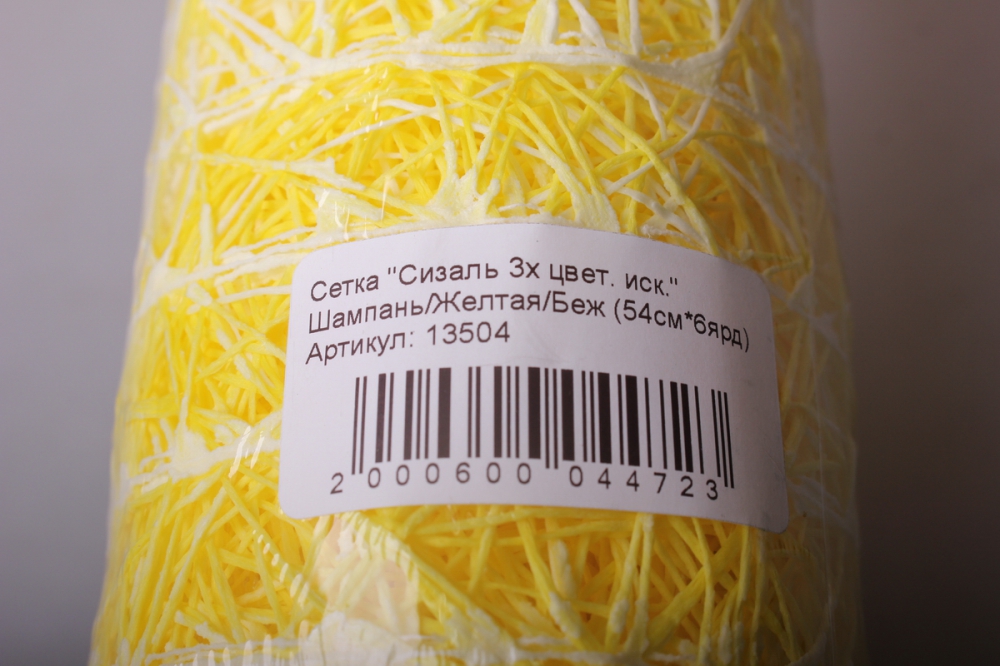 Сетка "Сизаль 3х цвет. иск."
Шампань/Желтая/Беж (54см*6ярд)
Артикул: 13504
2 000600 044723